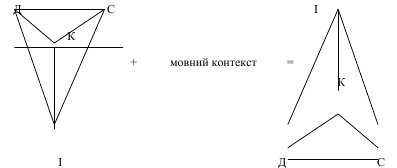 Д С І
К
+ мовний контекст =
К
І Д С